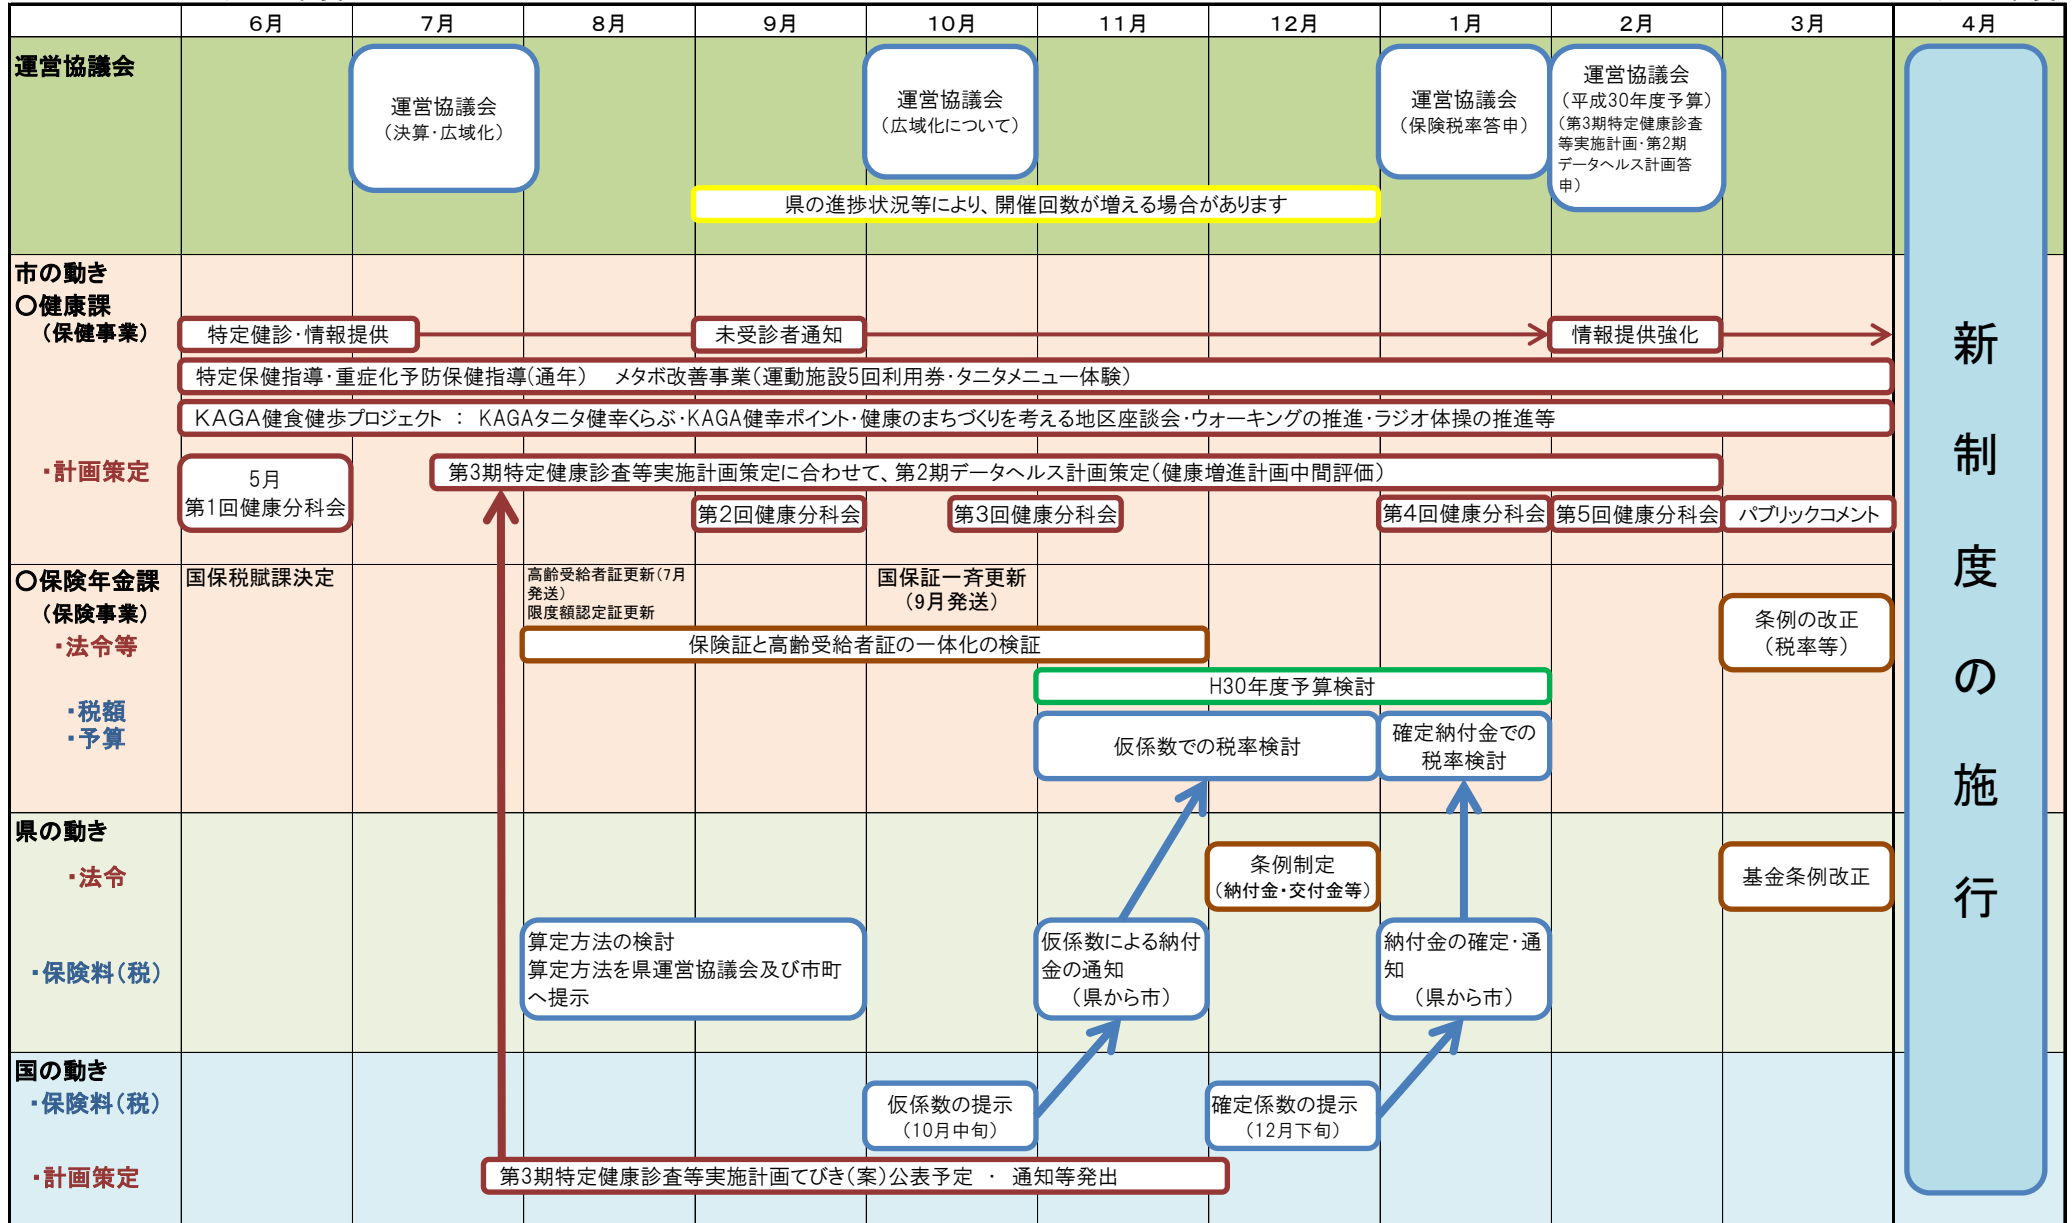 6月 7月 8月 9月 10月 11月 12月 1月 2月 3月 4月
運営協議会
運営協議会
（決算・広域化）
運営協議会
（広域化について）
運営協議会
（保険税率答申）
運営協議会
（平成30年度予算）
（第3期特定健康診査
等実施計画・第2期
データヘルス計画答
申）
県の進捗状況等により、開催回数が増える場合があります
市の動き
〇健康課
（保健事業）
特定健診・情報提供
未受診者通知
情報提供強化
特定保健指導・重症化予防保健指導(通年)　メタボ改善事業（運動施設5回利用券・タニタメニュー体験）
KAGA健食健歩プロジェクト ： KAGAタニタ健幸くらぶ・KAGA健幸ポイント・健康のまちづくりを考える地区座談会・ウォーキングの推進・ラジオ体操の推進等
・計画策定
5月
第1回健康分科会
第3期特定健康診査等実施計画策定に合わせて、第2期データヘルス計画策定（健康増進計画中間評価）
第2回健康分科会
第3回健康分科会
第4回健康分科会
第5回健康分科会
パブリックコメント
〇保険年金課
（保険事業）
国保税賦課決定
高齢受給者証更新（7月
発送）
限度額認定証更新
国保証一斉更新
（9月発送）
・法令等
保険証と高齢受給者証の一体化の検証
条例の改正
（税率等）
H30年度予算検討
・税額
・予算
仮係数での税率検討
確定納付金での
税率検討
県の動き
・法令
条例制定
（納付金・交付金等）
基金条例改正
・保険料（税）
算定方法の検討
算定方法を県運営協議会及び市町
へ提示
仮係数による納付
金の通知
（県から市）
納付金の確定・通
知
（県から市）
国の動き
・保険料（税）
仮係数の提示
（10月中旬）
確定係数の提示
（12月下旬）
・計画策定
第3期特定健康診査等実施計画てびき（案）公表予定 ・ 通知等発出
新制度の施行